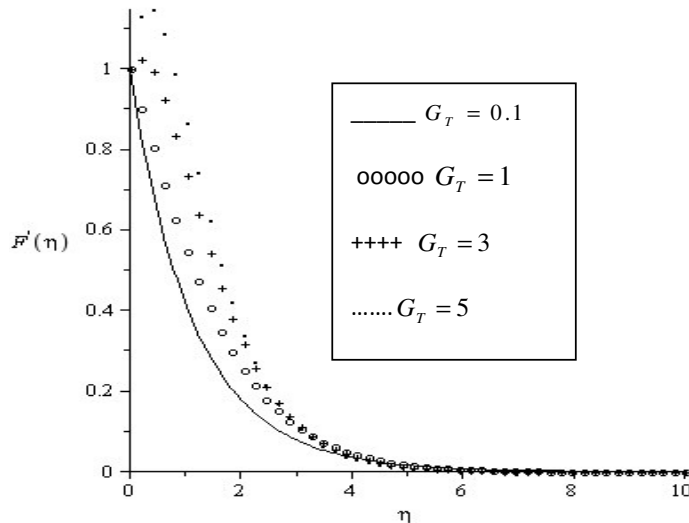 1
0.8
0.6
F'(η)
0.4
0.2
0
0 2 4 6 8 10
η
_____ G_T = 0.1
ooooo G_T = 1
++++ G_T = 3
....... G_T = 5